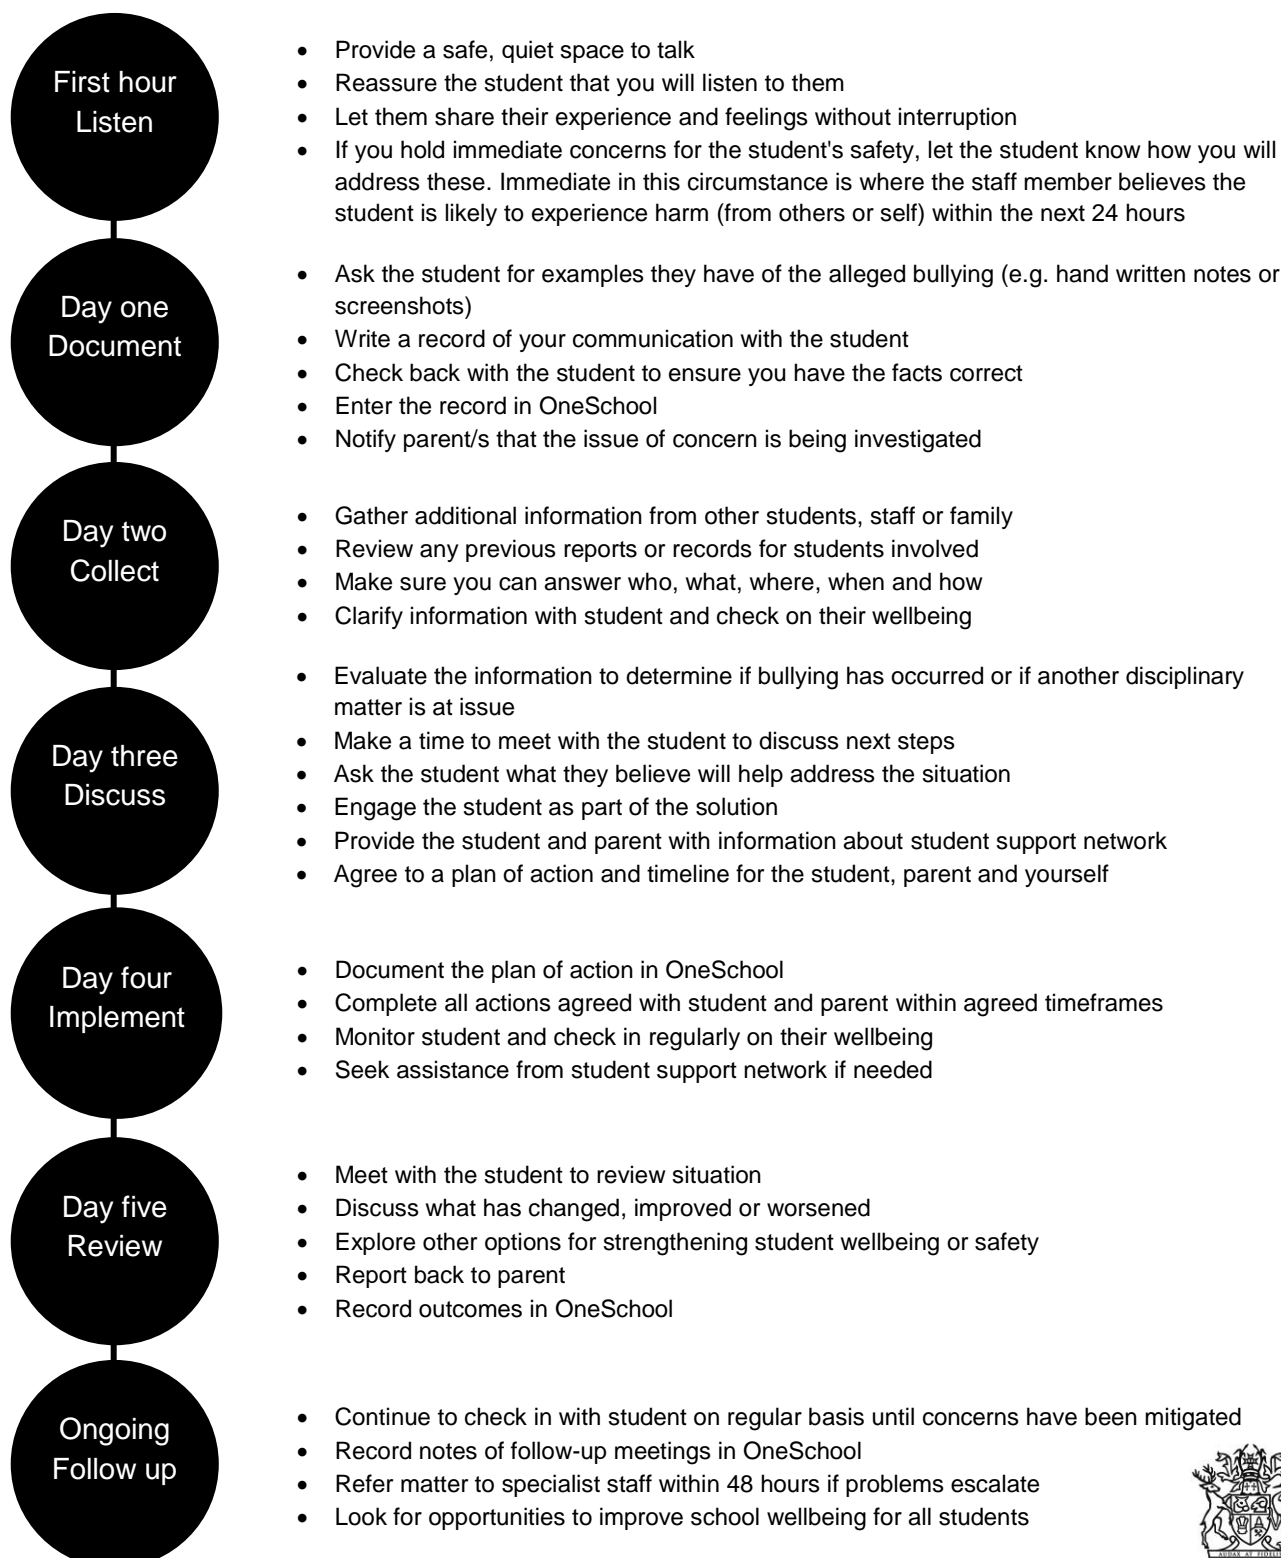 First hour
Listen
• Provide a safe, quiet space to talk
• Reassure the student that you will listen to them
• Let them share their experience and feelings without interruption
• If you hold immediate concerns for the student's safety, let the student know how you will
address these. Immediate in this circumstance is where the staff member believes the
student is likely to experience harm (from others or self) within the next 24 hours
Day one
Document
• Ask the student for examples they have of the alleged bullying (e.g. hand written notes or
screenshots)
• Write a record of your communication with the student
• Check back with the student to ensure you have the facts correct
• Enter the record in OneSchool
• Notify parent/s that the issue of concern is being investigated
Day two
Collect
• Gather additional information from other students, staff or family
• Review any previous reports or records for students involved
• Make sure you can answer who, what, where, when and how
• Clarify information with student and check on their wellbeing
Day three
Discuss
• Evaluate the information to determine if bullying has occurred or if another disciplinary
matter is at issue
• Make a time to meet with the student to discuss next steps
• Ask the student what they believe will help address the situation
• Engage the student as part of the solution
• Provide the student and parent with information about student support network
• Agree to a plan of action and timeline for the student, parent and yourself
Day four
Implement
• Document the plan of action in OneSchool
• Complete all actions agreed with student and parent within agreed timeframes
• Monitor student and check in regularly on their wellbeing
• Seek assistance from student support network if needed
Day five
Review
• Meet with the student to review situation
• Discuss what has changed, improved or worsened
• Explore other options for strengthening student wellbeing or safety
• Report back to parent
• Record outcomes in OneSchool
Ongoing
Follow up
• Continue to check in with student on regular basis until concerns have been mitigated
• Record notes of follow-up meetings in OneSchool
• Refer matter to specialist staff within 48 hours if problems escalate
• Look for opportunities to improve school wellbeing for all students
AUDAX AT